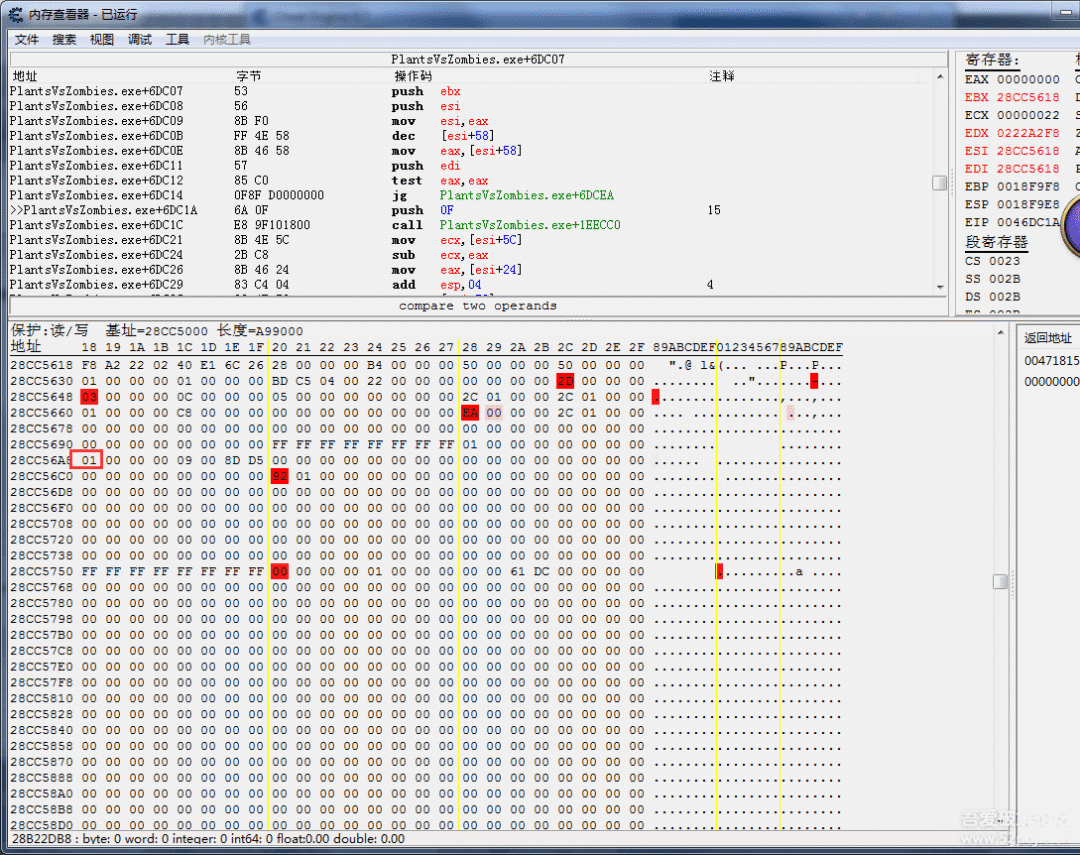 内存查看器 - 已运行
文件 搜索 视图 调试 工具 内核工具
PlantsVsZombies.exe+6DC07
地址 字节 操作码 注释
PlantsVsZombies.exe+6DC07 53 push ebx
PlantsVsZombies.exe+6DC08 56 push esi
PlantsVsZombies.exe+6DC09 8B F0 mov esi,eax
PlantsVsZombies.exe+6DC0B FF 4E 58 dec [esi+58]
PlantsVsZombies.exe+6DC0E 8B 46 58 mov eax,[esi+58]
PlantsVsZombies.exe+6DC11 57 push edi
PlantsVsZombies.exe+6DC12 85 C0 test eax,eax
PlantsVsZombies.exe+6DC14 0F8F D0000000 jg PlantsVsZombies.exe+6DCEA
>>PlantsVsZombies.exe+6DC1A 6A 0F push 0F 15
PlantsVsZombies.exe+6DC1C E8 9F101800 call PlantsVsZombies.exe+1EECC0
PlantsVsZombies.exe+6DC21 8B 4E 5C mov ecx,[esi+5C]
PlantsVsZombies.exe+6DC24 2B C8 sub ecx,eax
PlantsVsZombies.exe+6DC26 8B 46 24 mov eax,[esi+24]
PlantsVsZombies.exe+6DC29 83 C4 04 add esp,04 4
compare two operands
寄存器:
EAX 00000000
EBX 28CC5618
ECX 00000022
EDX 0222A2F8
ESI 28CC5618
EDI 28CC5618
EBP 0018F9F8
ESP 0018F9E8
EIP 0046DC1A
段寄存器
CS 0023
SS 002B
DS 002B
保护:读/写 基址=28CC5000 长度=A99000
地址 18 19 1A 1B 1C 1D 1E 1F 20 21 22 23 24 25 26 27 28 29 2A 2B 2C 2D 2E 2F 89ABCDEF0123456789ABCDEF
28CC5618 F8 A2 22 02 40 E1 6C 26 28 00 00 00 B4 00 00 00 50 00 00 00 50 00 00 00 ..".@.l&(.......P...P...
28CC5630 01 00 00 00 01 00 00 00 BD C5 04 00 22 00 00 00 00 00 00 00 2D 00 00 00 ............".......-...
28CC5648 03 00 00 00 0C 00 00 00 05 00 00 00 00 00 00 00 2C 01 00 00 2C 01 00 00 ................,...,...
28CC5660 01 00 00 00 C8 00 00 00 00 00 00 00 00 00 00 00 EA 00 00 00 2C 01 00 00 ....................,...
28CC5678 00 00 00 00 00 00 00 00 00 00 00 00 00 00 00 00 00 00 00 00 00 00 00 00 ........................
28CC5690 00 00 00 00 00 00 00 00 FF FF FF FF FF FF FF FF 01 00 00 00 00 00 00 00 ........ ........
28CC56A8 01 00 00 00 09 00 8D D5 00 00 00 00 00 00 00 00 00 00 00 00 00 00 00 00 ...... ................
28CC56C0 00 00 00 00 00 00 00 00 92 01 00 00 00 00 00 00 00 00 00 00 00 00 00 00 ........................
28CC56D8 00 00 00 00 00 00 00 00 00 00 00 00 00 00 00 00 00 00 00 00 00 00 00 00 ........................
28CC56F0 00 00 00 00 00 00 00 00 00 00 00 00 00 00 00 00 00 00 00 00 00 00 00 00 ........................
28CC5708 00 00 00 00 00 00 00 00 00 00 00 00 00 00 00 00 00 00 00 00 00 00 00 00 ........................
28CC5720 00 00 00 00 00 00 00 00 00 00 00 00 00 00 00 00 00 00 00 00 00 00 00 00 ........................
28CC5738 00 00 00 00 00 00 00 00 00 00 00 00 00 00 00 00 00 00 00 00 00 00 00 00 ........................
28CC5750 FF FF FF FF FF FF FF FF 00 00 00 00 01 00 00 00 00 00 61 DC 00 00 00 00 ..........a ....
28CC5768 00 00 00 00 00 00 00 00 00 00 00 00 00 00 00 00 00 00 00 00 00 00 00 00 ........................
28CC5780 00 00 00 00 00 00 00 00 00 00 00 00 00 00 00 00 00 00 00 00 00 00 00 00 ........................
28CC5798 00 00 00 00 00 00 00 00 00 00 00 00 00 00 00 00 00 00 00 00 00 00 00 00 ........................
28CC57B0 00 00 00 00 00 00 00 00 00 00 00 00 00 00 00 00 00 00 00 00 00 00 00 00 ........................
28CC57C8 00 00 00 00 00 00 00 00 00 00 00 00 00 00 00 00 00 00 00 00 00 00 00 00 ........................
28CC57E0 00 00 00 00 00 00 00 00 00 00 00 00 00 00 00 00 00 00 00 00 00 00 00 00 ........................
28CC57F8 00 00 00 00 00 00 00 00 00 00 00 00 00 00 00 00 00 00 00 00 00 00 00 00 ........................
28CC5810 00 00 00 00 00 00 00 00 00 00 00 00 00 00 00 00 00 00 00 00 00 00 00 00 ........................
28CC5828 00 00 00 00 00 00 00 00 00 00 00 00 00 00 00 00 00 00 00 00 00 00 00 00 ........................
28CC5840 00 00 00 00 00 00 00 00 00 00 00 00 00 00 00 00 00 00 00 00 00 00 00 00 ........................
28CC5858 00 00 00 00 00 00 00 00 00 00 00 00 00 00 00 00 00 00 00 00 00 00 00 00 ........................
28CC5870 00 00 00 00 00 00 00 00 00 00 00 00 00 00 00 00 00 00 00 00 00 00 00 00 ........................
28CC5888 00 00 00 00 00 00 00 00 00 00 00 00 00 00 00 00 00 00 00 00 00 00 00 00 ........................
28CC58A0 00 00 00 00 00 00 00 00 00 00 00 00 00 00 00 00 00 00 00 00 00 00 00 00 ........................
28CC58B8 00 00 00 00 00 00 00 00 00 00 00 00 00 00 00 00 00 00 00 00 00 00 00 00 ........................
28CC58D0 00 00 00 00 00 00 00 00 00 00 00 00 00 00 00 00 00 00 00 00 00 00 00 00 ........................
返回地址
00471815
0000000
28B22DB8 : byte: 0 word: 0 integer: 0 int64: 0 float:0.00 double: 0.00